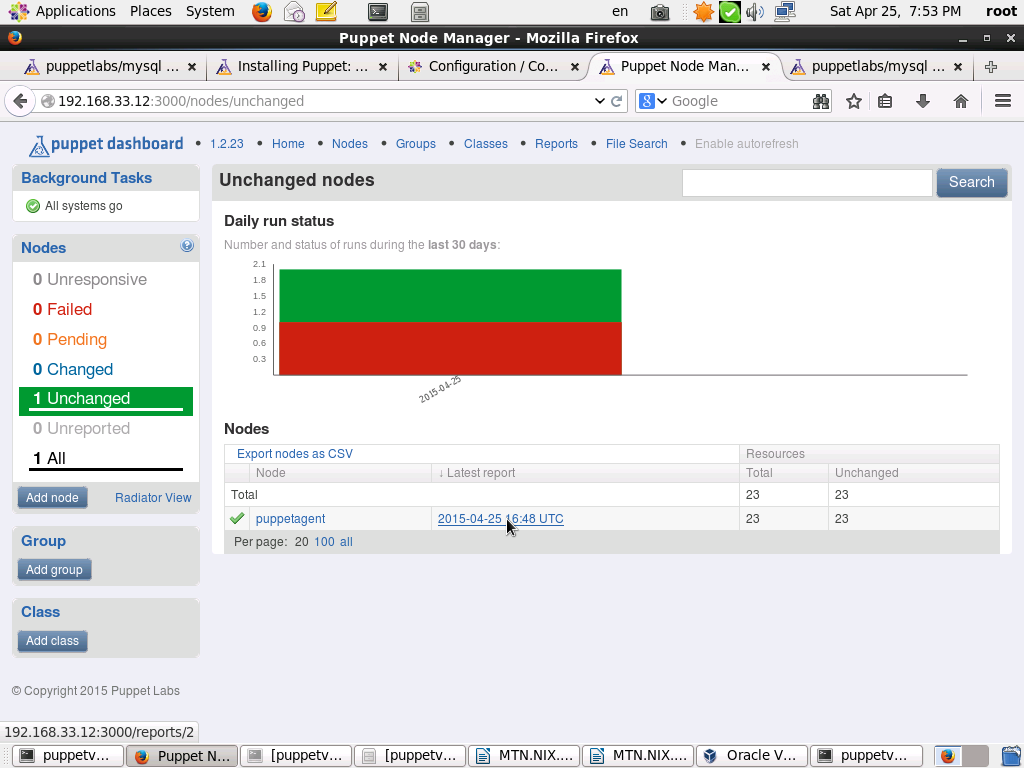 Applications Places System en Sat Apr 25, 7:53 PM root
Puppet Node Manager - Mozilla Firefox
puppetlabs/mysql ... Installing Puppet: ... Configuration / Co... Puppet Node Man... puppetlabs/mysql ...
192.168.33.12:3000/nodes/unchanged Google
puppet dashboard • 1.2.23 • Home • Nodes • Groups • Classes • Reports • File Search • Enable autorefresh
Background Tasks
All systems go
Nodes
0 Unresponsive
0 Failed
0 Pending
0 Changed
1 Unchanged
0 Unreported
1 All
Add node Radiator View
Group
Add group
Class
Add class
© Copyright 2015 Puppet Labs
Unchanged nodes Search
Daily run status
Number and status of runs during the last 30 days:
2.1
1.8
1.5
1.2
0.9
0.6
0.3
2015-04-25
Nodes
Export nodes as CSV Resources
Node ↓ Latest report Total Unchanged
Total 23 23
puppetagent 2015-04-25 16:48 UTC 23 23
Per page: 20 100 all
192.168.33.12:3000/reports/2
puppetv... Puppet N... [puppetv... [puppetv... MTN.NIX.... MTN.NIX.... Oracle V... puppetv...